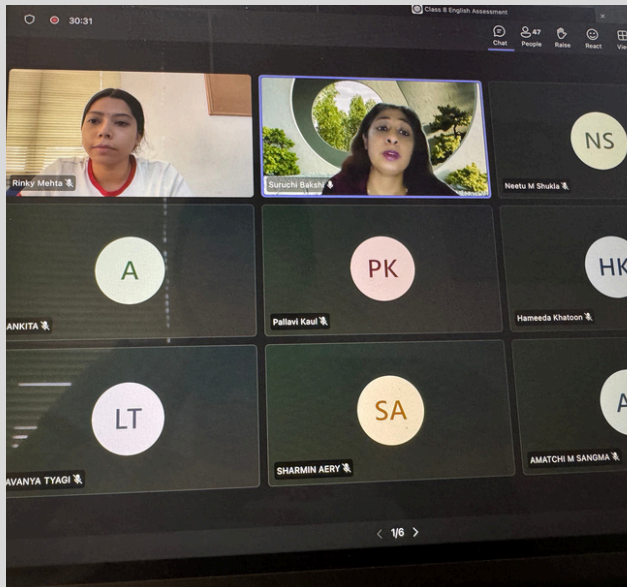 Class 8 English Assessment
30:31
47
Chat People Raise React
Rinky Mehta
Suruchi Bakshi
NS
Neetu M Shukla
A
ANKITA
PK
Pallavi Kaul
HK
Hameeda Khatoon
LT
AVANYA TYAGI
SA
SHARMIN AERY
A
AMATCHI M SANGMA
1/6